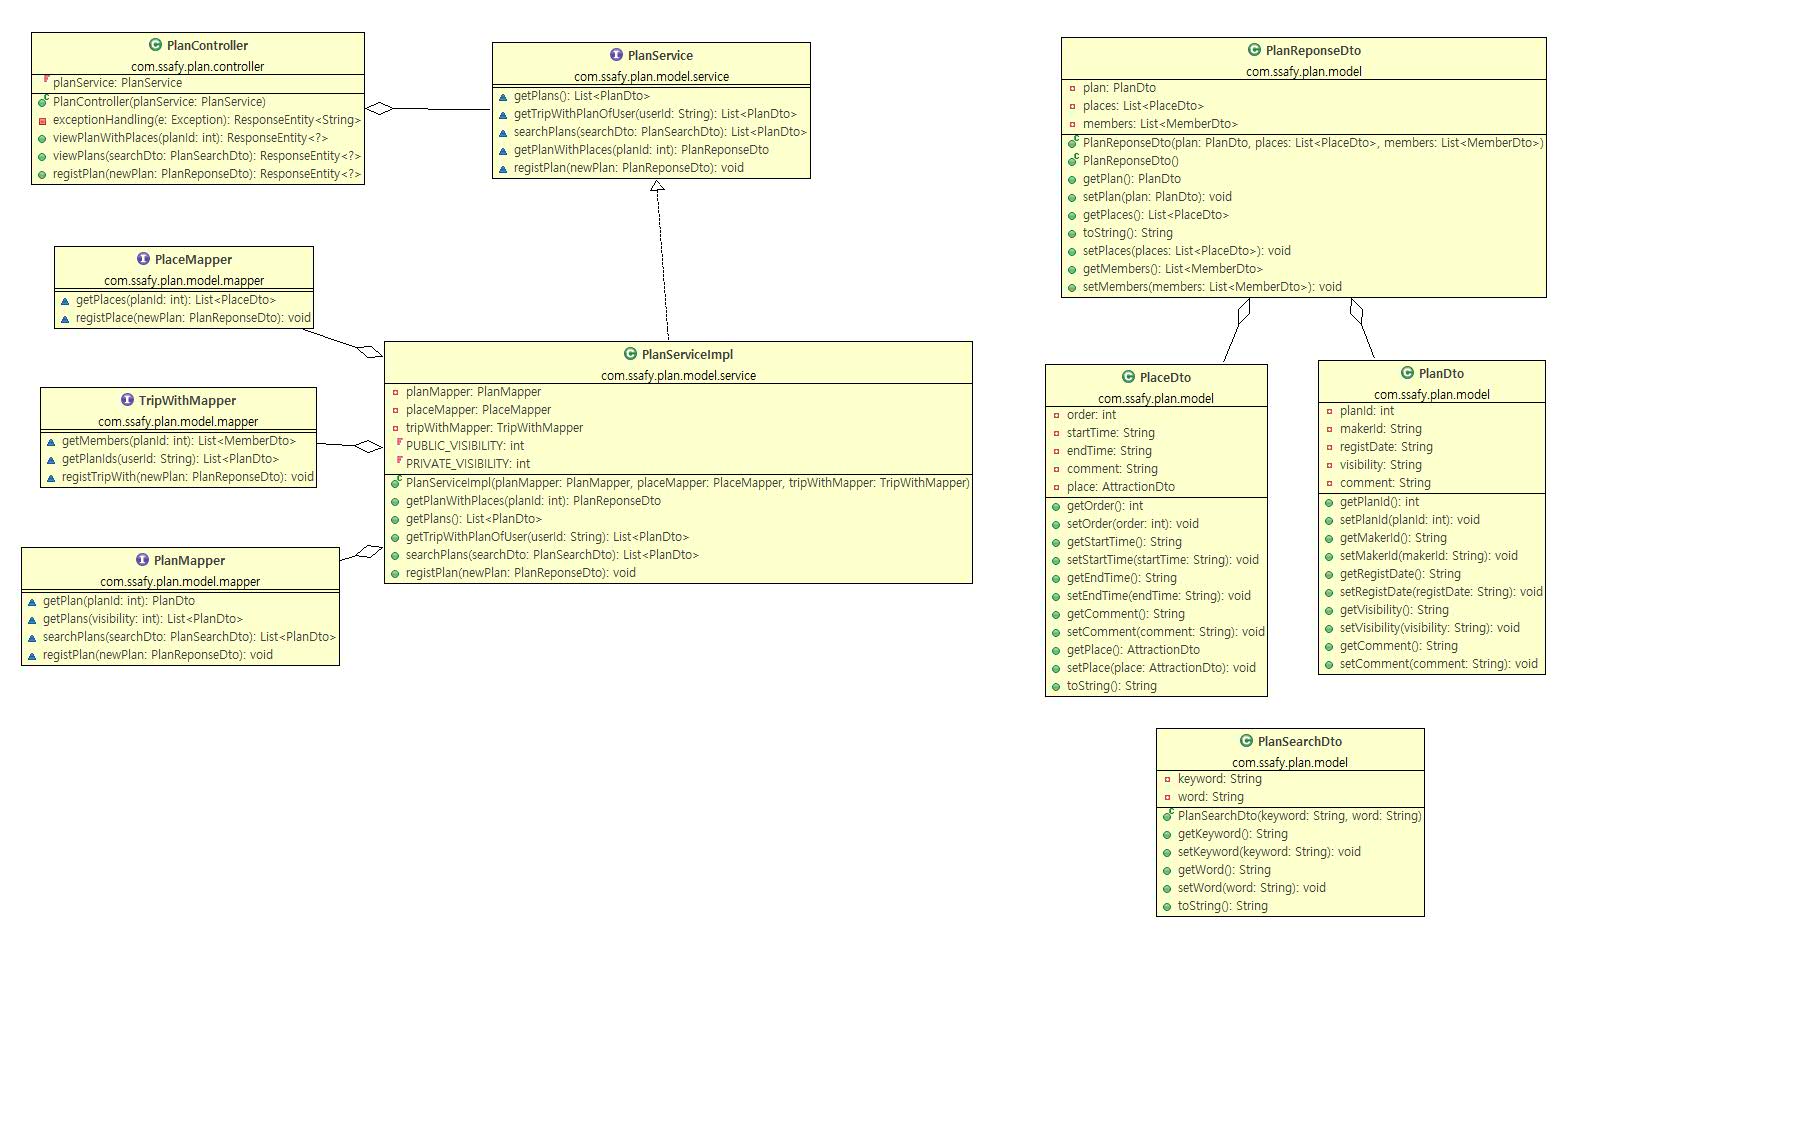 PlanController
com.ssafy.plan.controller
planService: PlanService
PlanController(planService: PlanService)
exceptionHandling(e: Exception): ResponseEntity<String>
viewPlanWithPlaces(planId: int): ResponseEntity<?>
viewPlans(searchDto: PlanSearchDto): ResponseEntity<?>
registPlan(newPlan: PlanReponseDto): ResponseEntity<?>
PlanService
com.ssafy.plan.model.service
getPlans(): List<PlanDto>
getTripWithPlanOfUser(userId: String): List<PlanDto>
searchPlans(searchDto: PlanSearchDto): List<PlanDto>
getPlanWithPlaces(planId: int): PlanReponseDto
registPlan(newPlan: PlanReponseDto): void
PlaceMapper
com.ssafy.plan.model.mapper
getPlaces(planId: int): List<PlaceDto>
registPlace(newPlan: PlanReponseDto): void
TripWithMapper
com.ssafy.plan.model.mapper
getMembers(planId: int): List<MemberDto>
getPlanIds(userId: String): List<PlanDto>
registTripWith(newPlan: PlanReponseDto): void
PlanMapper
com.ssafy.plan.model.mapper
getPlan(planId: int): PlanDto
getPlans(visibility: int): List<PlanDto>
searchPlans(searchDto: PlanSearchDto): List<PlanDto>
registPlan(newPlan: PlanReponseDto): void
PlanServiceImpl
com.ssafy.plan.model.service
planMapper: PlanMapper
placeMapper: PlaceMapper
tripWithMapper: TripWithMapper
PUBLIC_VISIBILITY: int
PRIVATE_VISIBILITY: int
PlanServiceImpl(planMapper: PlanMapper, placeMapper: PlaceMapper, tripWithMapper: TripWithMapper)
getPlanWithPlaces(planId: int): PlanReponseDto
getPlans(): List<PlanDto>
getTripWithPlanOfUser(userId: String): List<PlanDto>
searchPlans(searchDto: PlanSearchDto): List<PlanDto>
registPlan(newPlan: PlanReponseDto): void
PlanReponseDto
com.ssafy.plan.model
plan: PlanDto
places: List<PlaceDto>
members: List<MemberDto>
PlanReponseDto(plan: PlanDto, places: List<PlaceDto>, members: List<MemberDto>)
PlanReponseDto()
getPlan(): PlanDto
setPlan(plan: PlanDto): void
getPlaces(): List<PlaceDto>
toString(): String
setPlaces(places: List<PlaceDto>): void
getMembers(): List<MemberDto>
setMembers(members: List<MemberDto>): void
PlaceDto
com.ssafy.plan.model
order: int
startTime: String
endTime: String
comment: String
place: AttractionDto
getOrder(): int
setOrder(order: int): void
getStartTime(): String
setStartTime(startTime: String): void
getEndTime(): String
setEndTime(endTime: String): void
getComment(): String
setComment(comment: String): void
getPlace(): AttractionDto
setPlace(place: AttractionDto): void
toString(): String
PlanDto
com.ssafy.plan.model
planId: int
makerId: String
registDate: String
visibility: String
comment: String
getPlanId(): int
setPlanId(planId: int): void
getMakerId(): String
setMakerId(makerId: String): void
getRegistDate(): String
setRegistDate(registDate: String): void
getVisibility(): String
setVisibility(visibility: String): void
getComment(): String
setComment(comment: String): void
PlanSearchDto
com.ssafy.plan.model
keyword: String
word: String
PlanSearchDto(keyword: String, word: String)
getKeyword(): String
setKeyword(keyword: String): void
getWord(): String
setWord(word: String): void
toString(): String